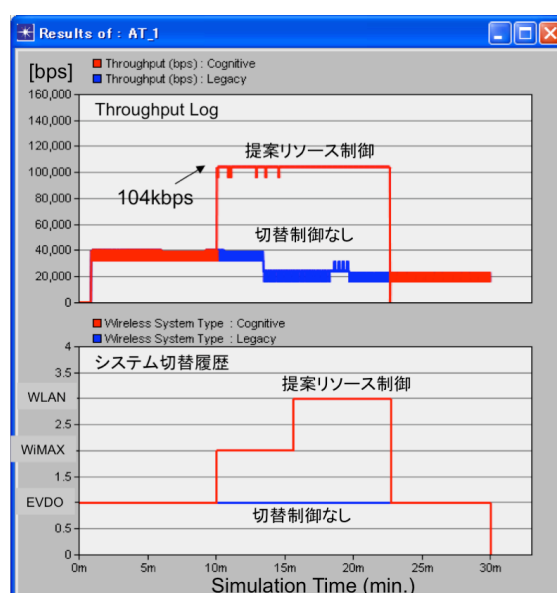 Results of: AT_1
[bps]
Throughput (bps) : Cognitive
Throughput (bps) : Legacy
160,000
Throughput Log
140,000
120,000
提案リソース制御
100,000
104kbps
80,000
60,000
切替制御なし
40,000
20,000
0
Wireless System Type : Cognitive
Wireless System Type : Legacy
4
システム切替履歴
3.5
提案リソース制御
WLAN
2.5
WiMAX
1.5
EVDO
切替制御なし
0.5
0
0m 5m 10m 15m 20m 25m 30m
Simulation Time (min.)